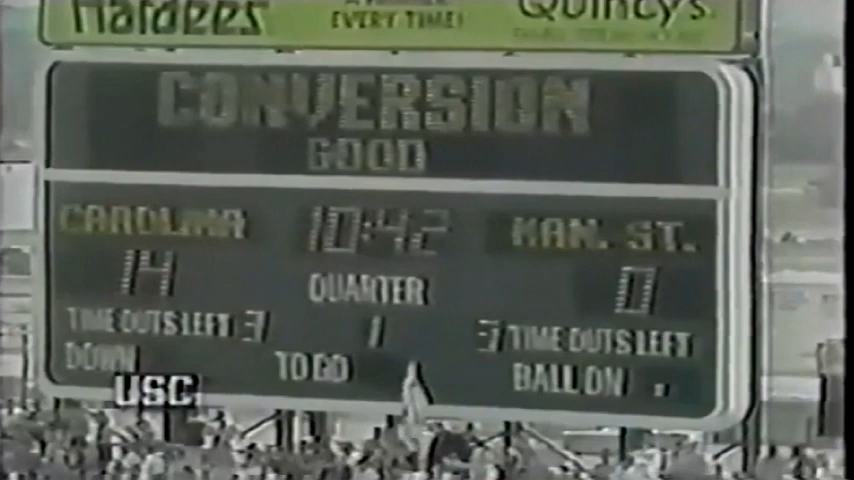 Hardees
EVERY TIME!
Quincy's
CONVERSION
GOOD
CAROLINA 10:42 KAN. ST.
14 QUARTER 0
TIME OUTS LEFT 3 1 3 TIME OUTS LEFT
DOWN TO GO BALL ON
USC